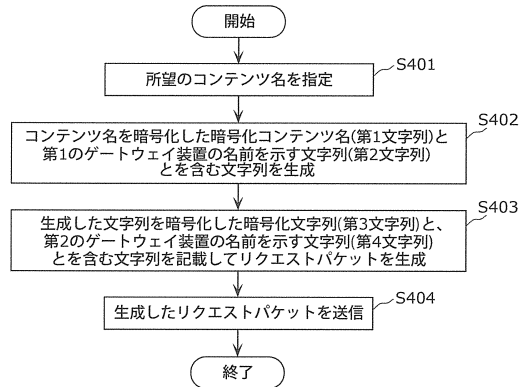 開始
S401
所望のコンテンツ名を指定
S402
コンテンツ名を暗号化した暗号化コンテンツ名(第1文字列)と
第1のゲートウェイ装置の名前を示す文字列(第2文字列)
とを含む文字列を生成
S403
生成した文字列を暗号化した暗号化文字列(第3文字列)と、
第2のゲートウェイ装置の名前を示す文字列(第4文字列)
とを含む文字列を記載してリクエストパケットを生成
S404
生成したリクエストパケットを送信
終了